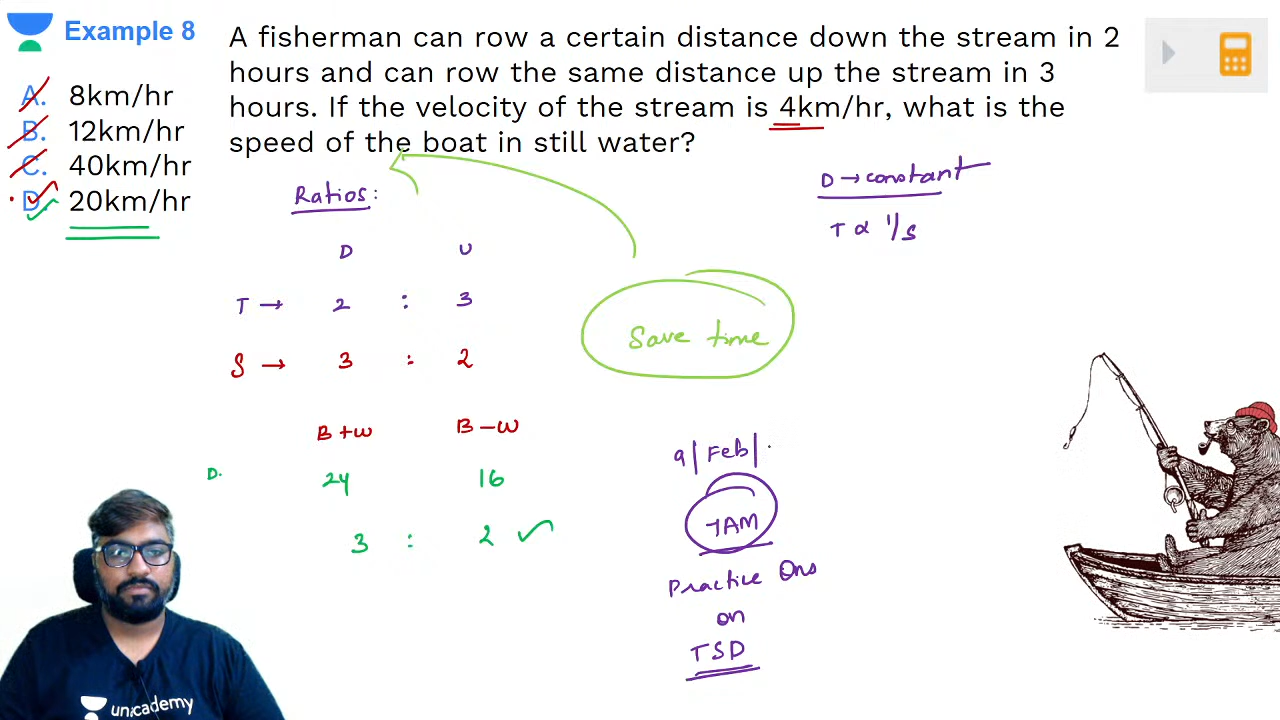 Example 8
A fisherman can row a certain distance down the stream in 2
hours and can row the same distance up the stream in 3
hours. If the velocity of the stream is 4km/hr, what is the
speed of the boat in still water?
A. 8km/hr
B. 12km/hr
C. 40km/hr
D. 20km/hr
Ratios:
D U
T → 2 : 3
S → 3 : 2
B+W B-W
D. 24 16
3 : 2
D → constant
T ∝ 1/S
Save time
9 | Feb |
7AM
Practice Qns
on
TSD
unacademy